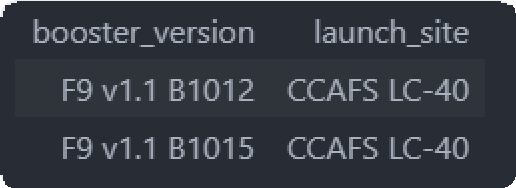 booster_version launch_site
F9 v1.1 B1012 CCAFS LC-40
F9 v1.1 B1015 CCAFS LC-40